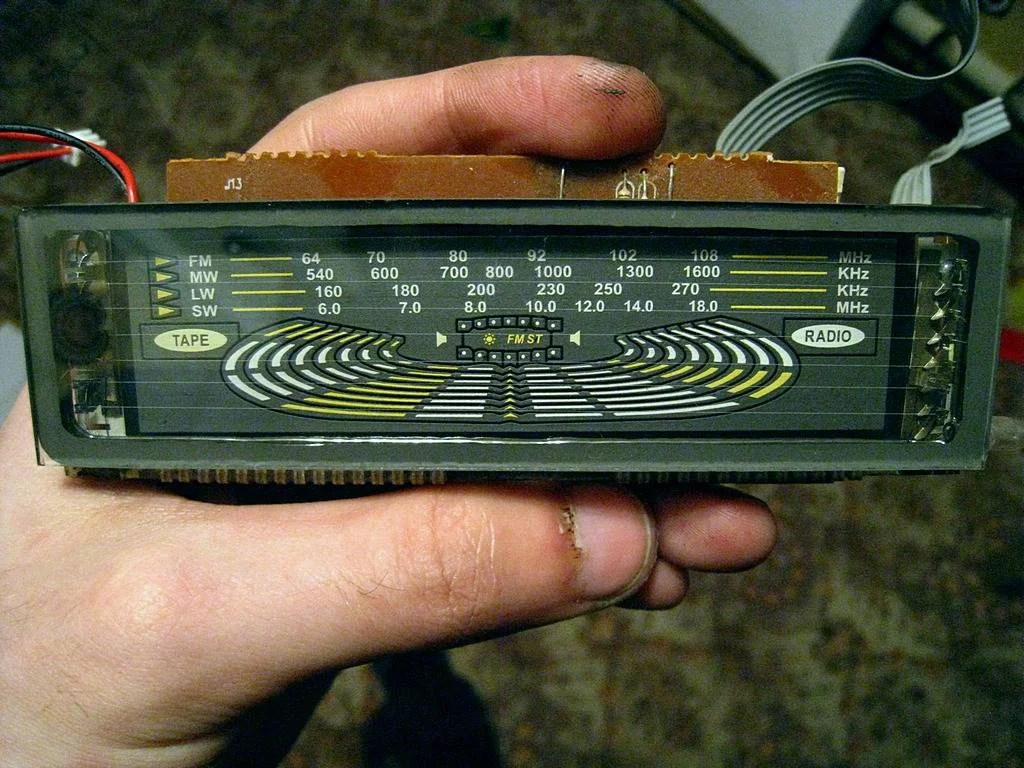 J13
FM 64 70 80 92 102 108 MHz
MW 540 600 700 800 1000 1300 1600 KHz
LW 160 180 200 230 250 270 KHz
SW 6.0 7.0 8.0 10.0 12.0 14.0 18.0 MHz
TAPE FM ST RADIO